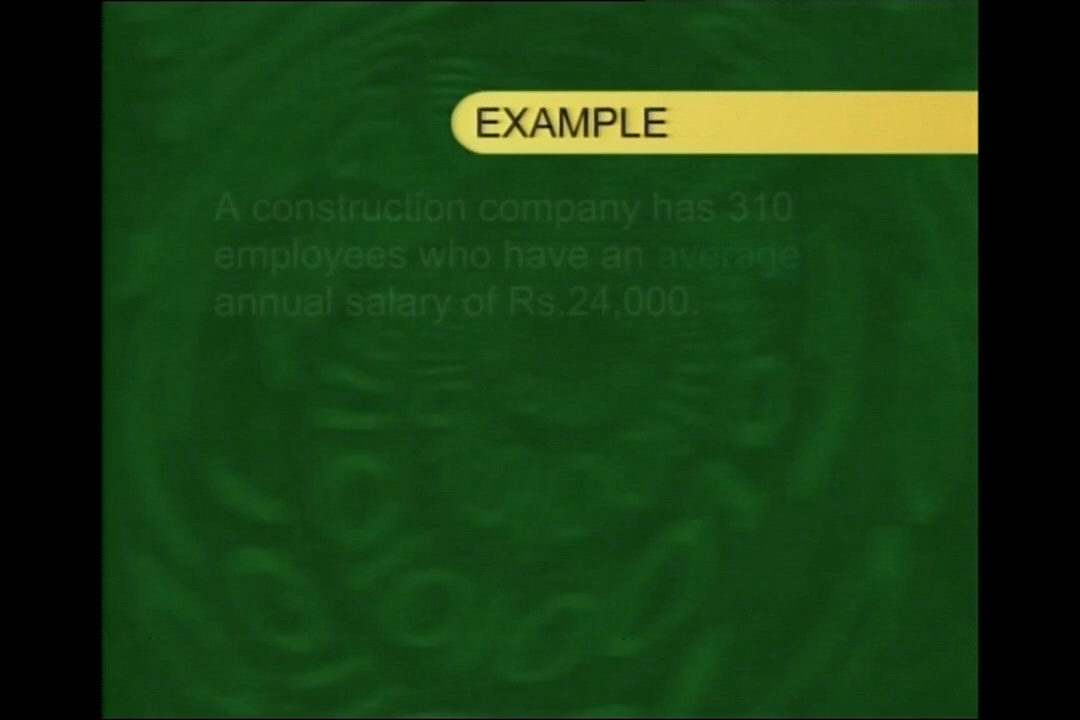 EXAMPLE
A construction company has 310
employees who have an average
annual salary of Rs.24,000.